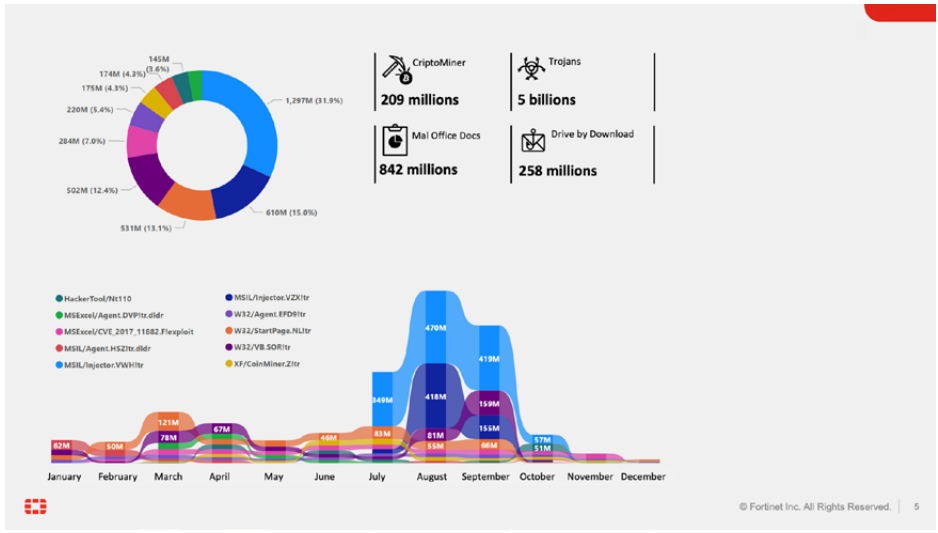 145M
(3.6%)
174M (4.3%)
175M (4.3%)
220M (5.4%)
284M (7.0%)
502M (12.4%)
531M (13.1%)
610M (15.0%)
1,297M (31.9%)
CriptoMiner
209 millions
Trojans
5 billions
Mal Office Docs
842 millions
Drive by Download
258 millions
HackerTool/Nt110
MSExcel/Agent.DVP!tr.dldr
MSExcel/CVE_2017_11882.F!exploit
MSIL/Agent.HSZ!tr.dldr
MSIL/Injector.VWH!tr
MSIL/Injector.VZX!tr
W32/Agent.EFD9!tr
W32/StartPage.NL!tr
W32/VB.SOR!tr
XF/CoinMiner.Z!tr
62M
50M
121M
78M
67M
46M
349M
83M
470M
418M
81M
55M
419M
159M
155M
66M
57M
51M
January February March April May June July August September October November December
© Fortinet Inc. All Rights Reserved. 5